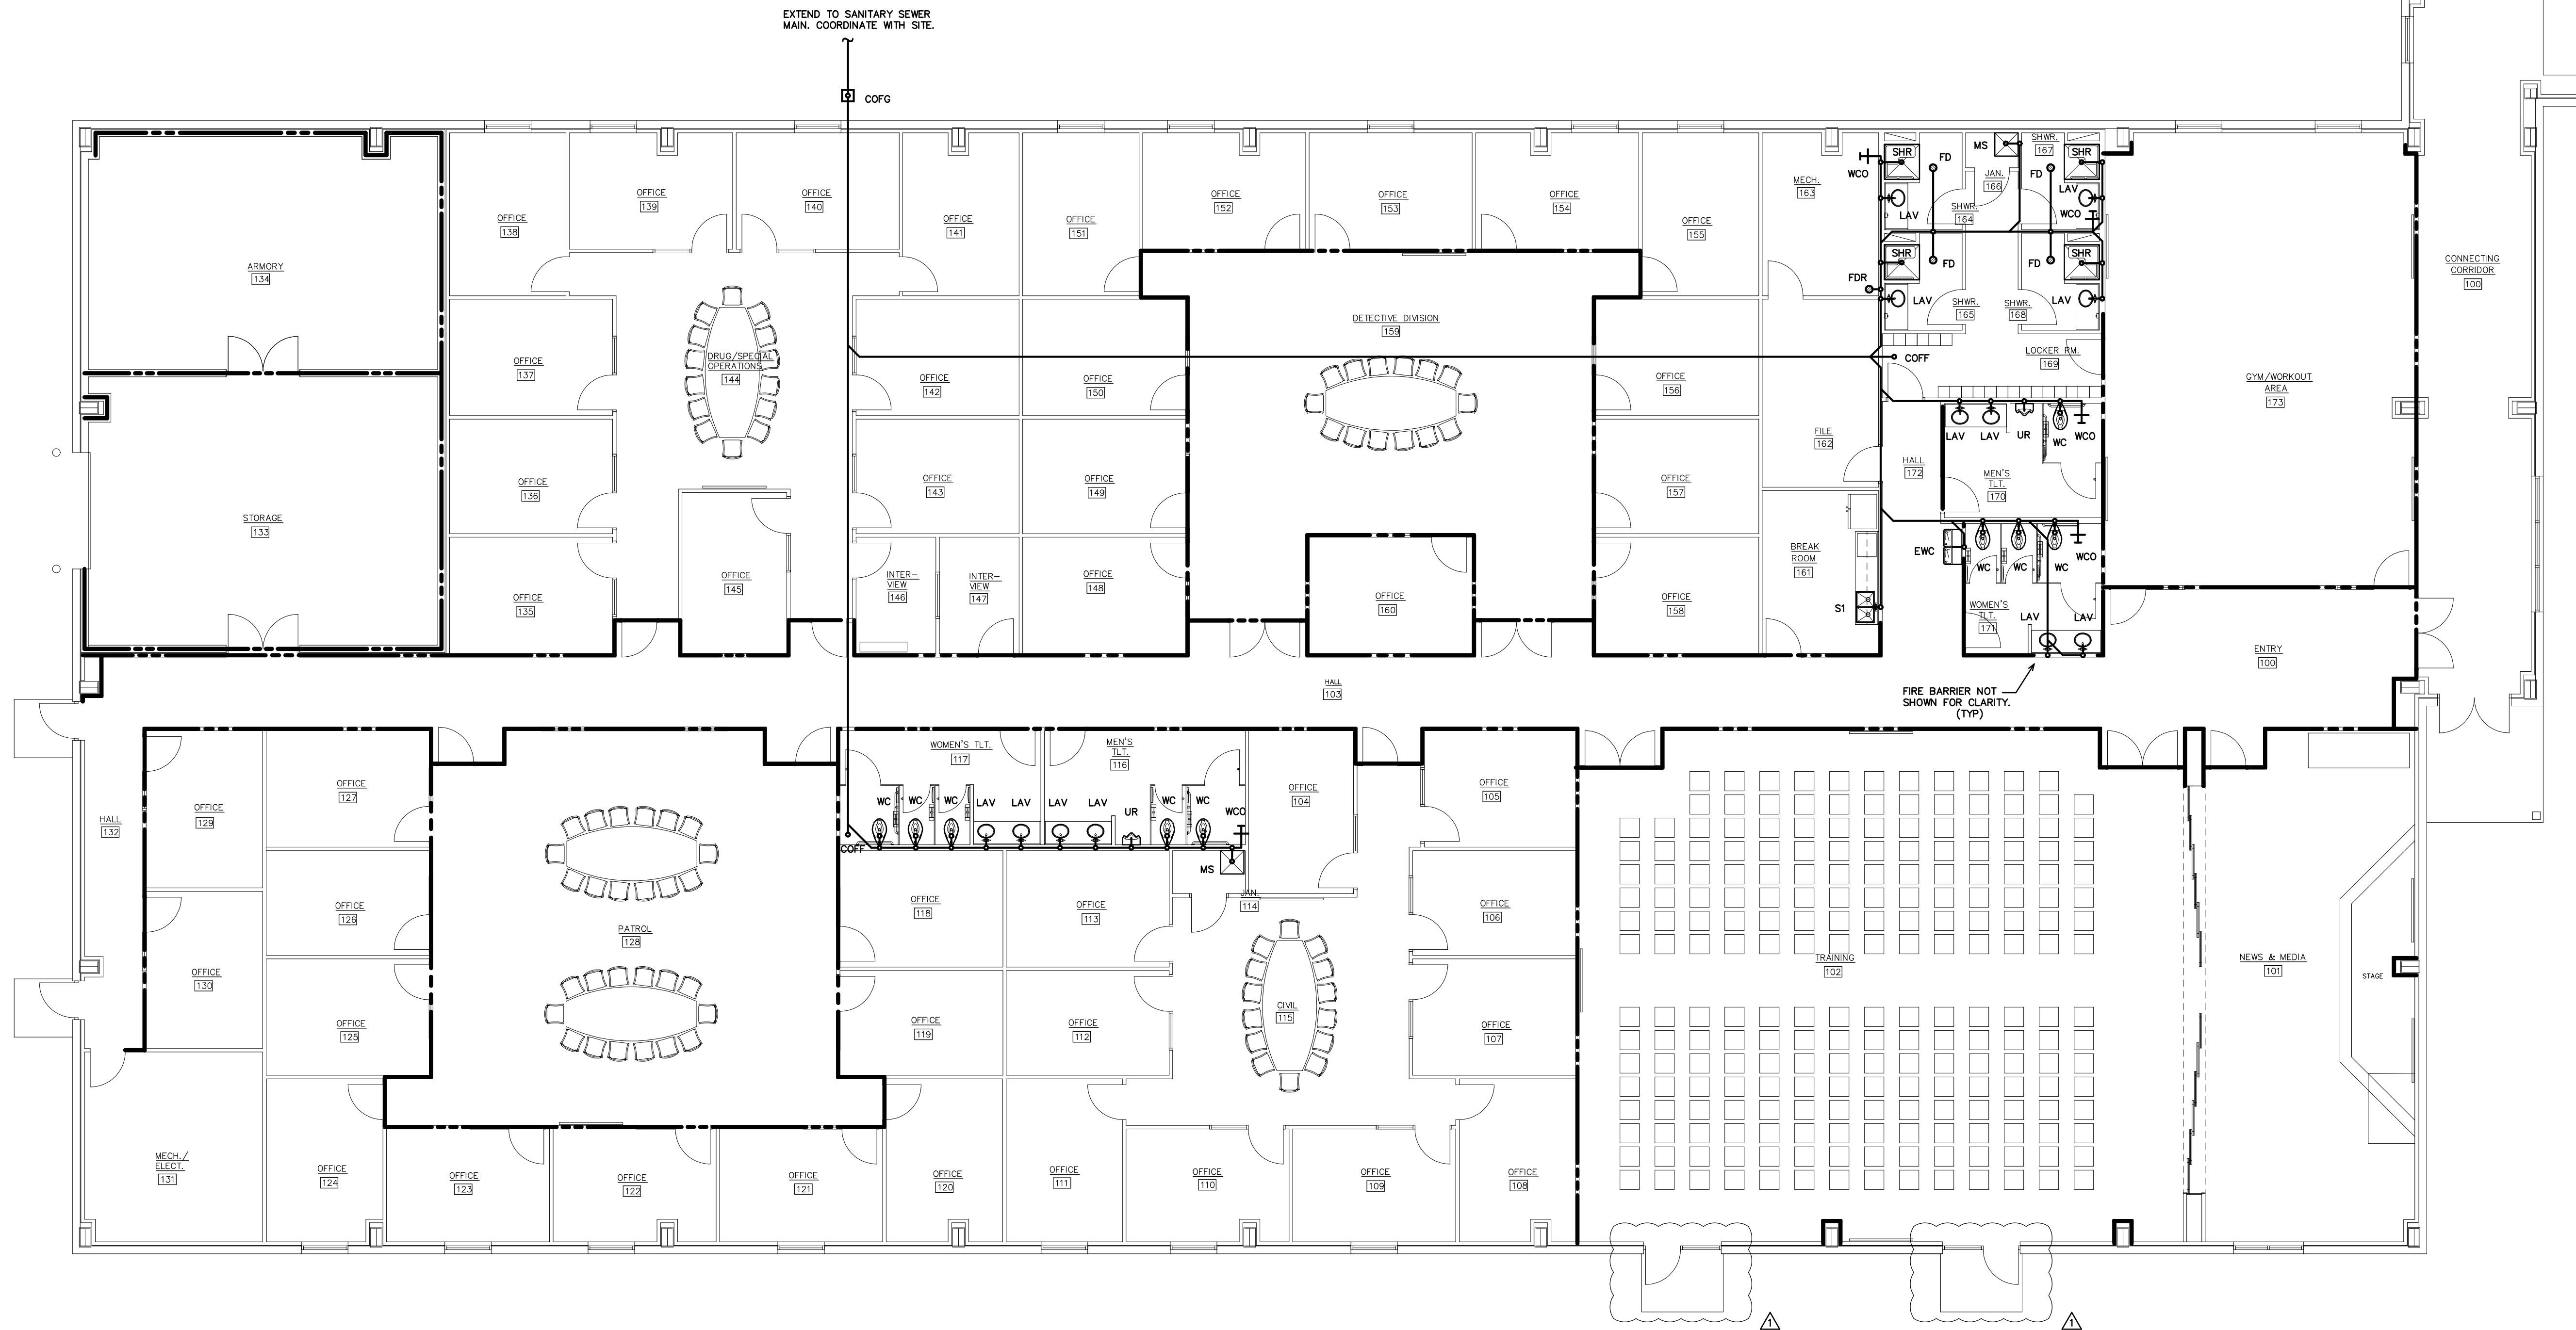 EXTEND TO SANITARY SEWER
MAIN. COORDINATE WITH SITE.
COFG
ARMORY
134
STORAGE
133
OFFICE
138
OFFICE
139
OFFICE
140
OFFICE
141
OFFICE
151
OFFICE
152
OFFICE
153
OFFICE
154
OFFICE
155
MECH.
163
OFFICE
137
OFFICE
136
OFFICE
135
DRUG/SPECIAL
OPERATIONS
144
OFFICE
145
OFFICE
142
OFFICE
143
INTER-
VIEW
146
INTER-
VIEW
147
OFFICE
150
OFFICE
149
OFFICE
148
DETECTIVE DIVISION
159
OFFICE
160
OFFICE
156
OFFICE
157
OFFICE
158
FILE
162
BREAK
ROOM
161
S1
WCO
SHR
FD
LAV
MS
JAN.
166
SHWR.
167
SHR
FD
LAV
WCO
SHWR.
164
FDR
SHR
FD
LAV
SHWR.
165
FD
SHR
LAV
SHWR.
168
COFF
LOCKER RM.
169
HALL
172
LAV
LAV
UR
WC
WCO
MEN'S
TLT.
170
EWC
WC
WC
WC
WCO
WOMEN'S
TLT.
171
LAV
LAV
GYM/WORKOUT
AREA
173
CONNECTING
CORRIDOR
100
ENTRY
100
FIRE BARRIER NOT
SHOWN FOR CLARITY.
(TYP)
HALL
103
HALL
132
OFFICE
129
OFFICE
130
OFFICE
127
OFFICE
126
OFFICE
125
PATROL
128
MECH./
ELECT.
131
OFFICE
124
OFFICE
123
OFFICE
122
OFFICE
121
OFFICE
120
WOMEN'S TLT.
117
MEN'S
TLT.
116
WC
WC
WC
LAV
LAV
LAV
LAV
UR
WC
WC
WCO
COFF
MS
JAN.
114
OFFICE
104
OFFICE
105
OFFICE
118
OFFICE
113
OFFICE
106
OFFICE
119
OFFICE
112
CIVIL
115
OFFICE
107
OFFICE
111
OFFICE
110
OFFICE
109
OFFICE
108
TRAINING
102
NEWS & MEDIA
101
STAGE
1
1